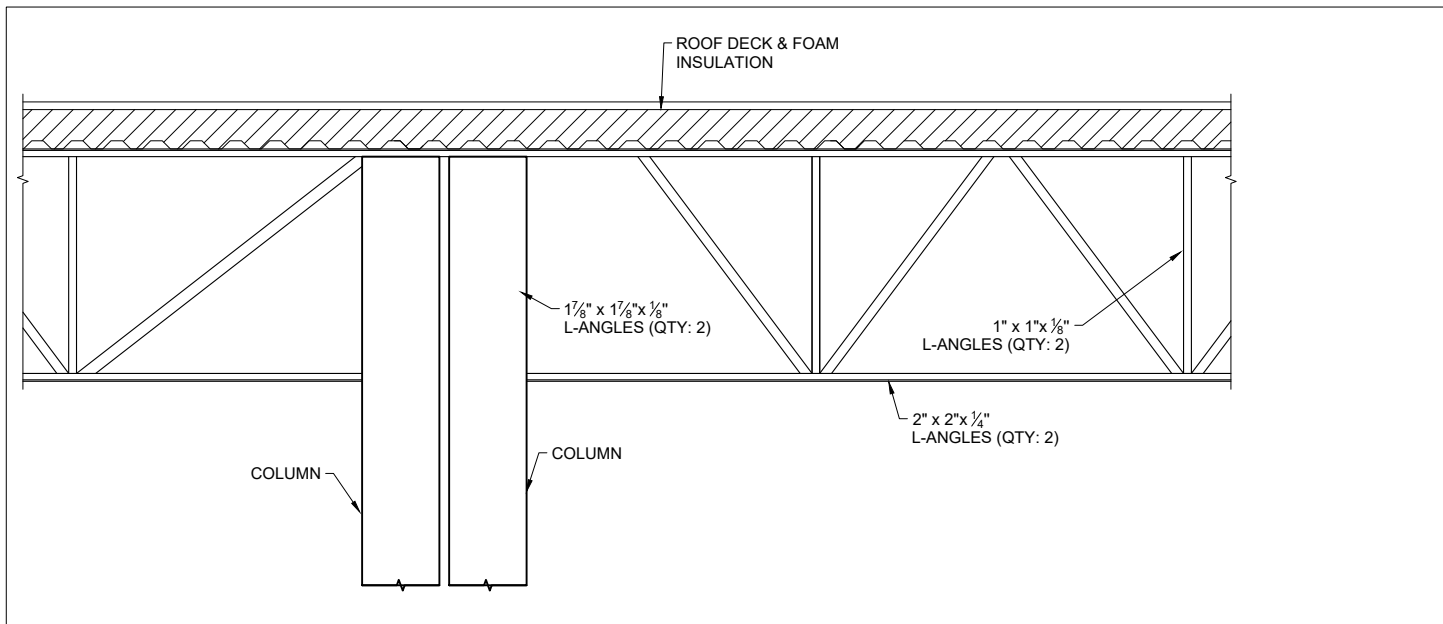 ROOF DECK & FOAM
INSULATION
1⅞" x 1⅞"x ⅛"
L-ANGLES (QTY: 2)
1" x 1"x ⅛"
L-ANGLES (QTY: 2)
2" x 2"x ¼"
L-ANGLES (QTY: 2)
COLUMN
COLUMN